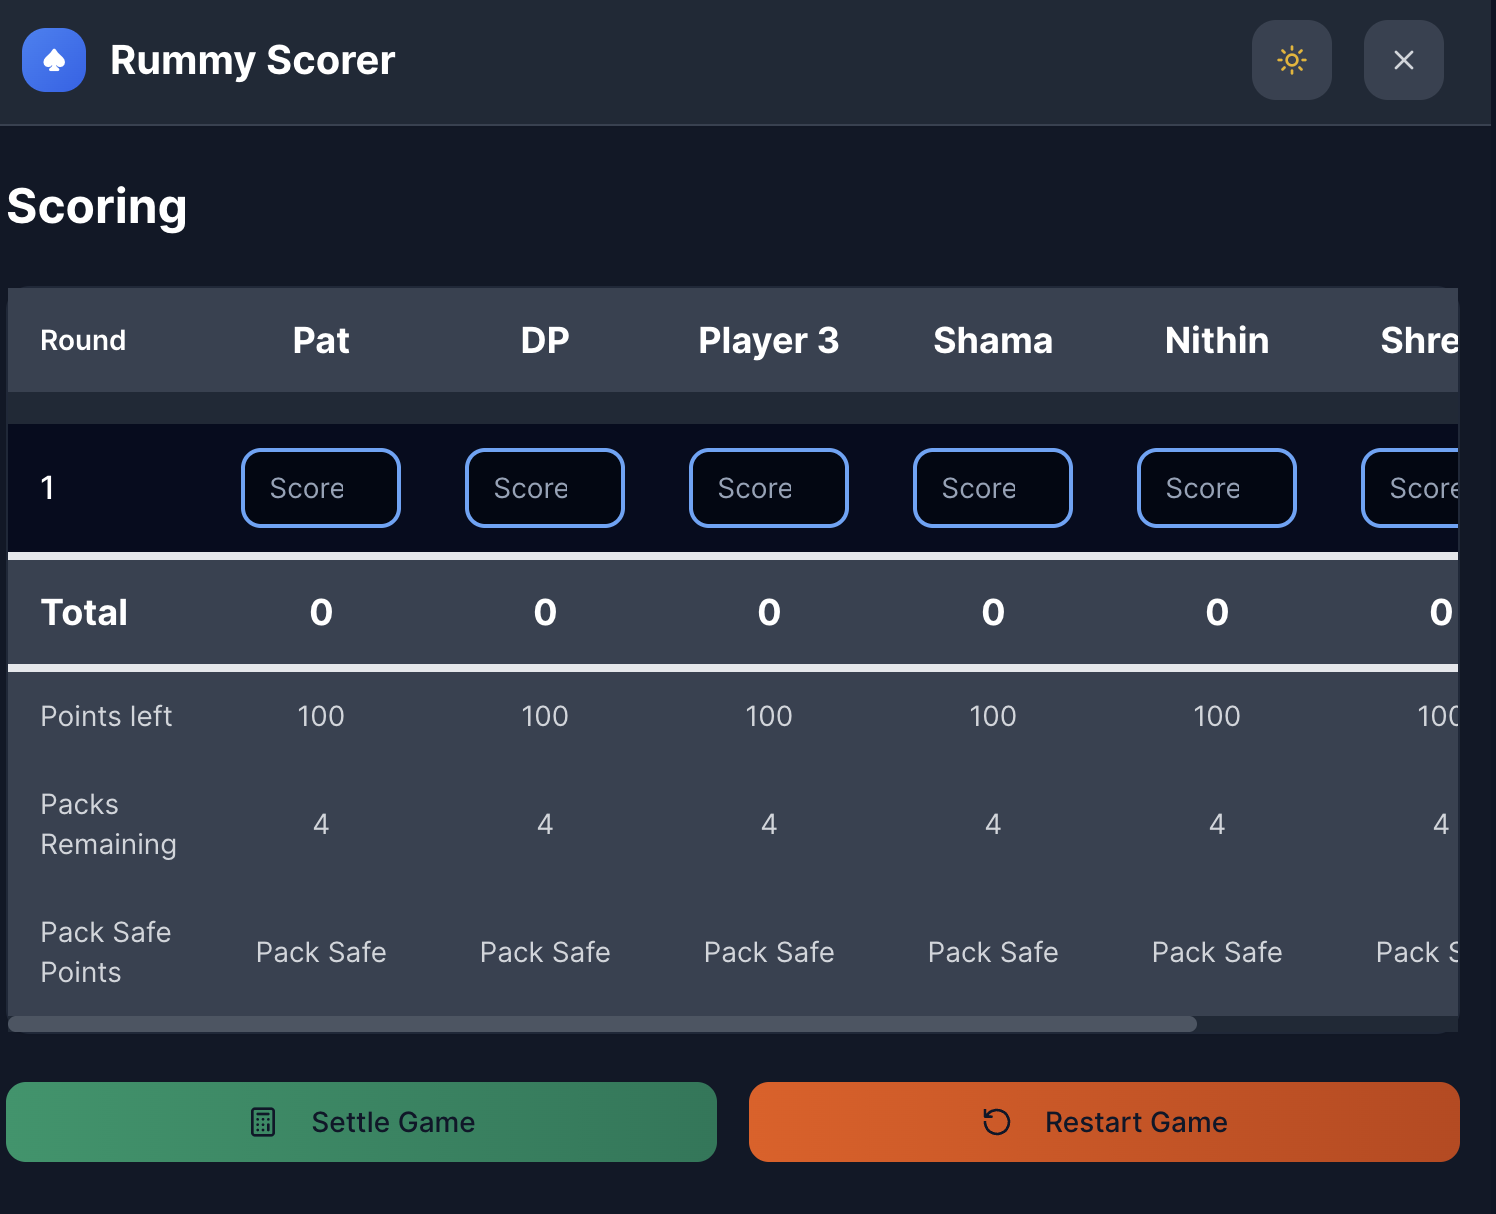 Rummy Scorer
Scoring
Round Pat DP Player 3 Shama Nithin Shre
1 Score Score Score Score Score Score
Total 0 0 0 0 0 0
Points left 100 100 100 100 100 100
Packs
Remaining 4 4 4 4 4 4
Pack Safe
Points Pack Safe Pack Safe Pack Safe Pack Safe Pack Safe Pack S
Settle Game Restart Game